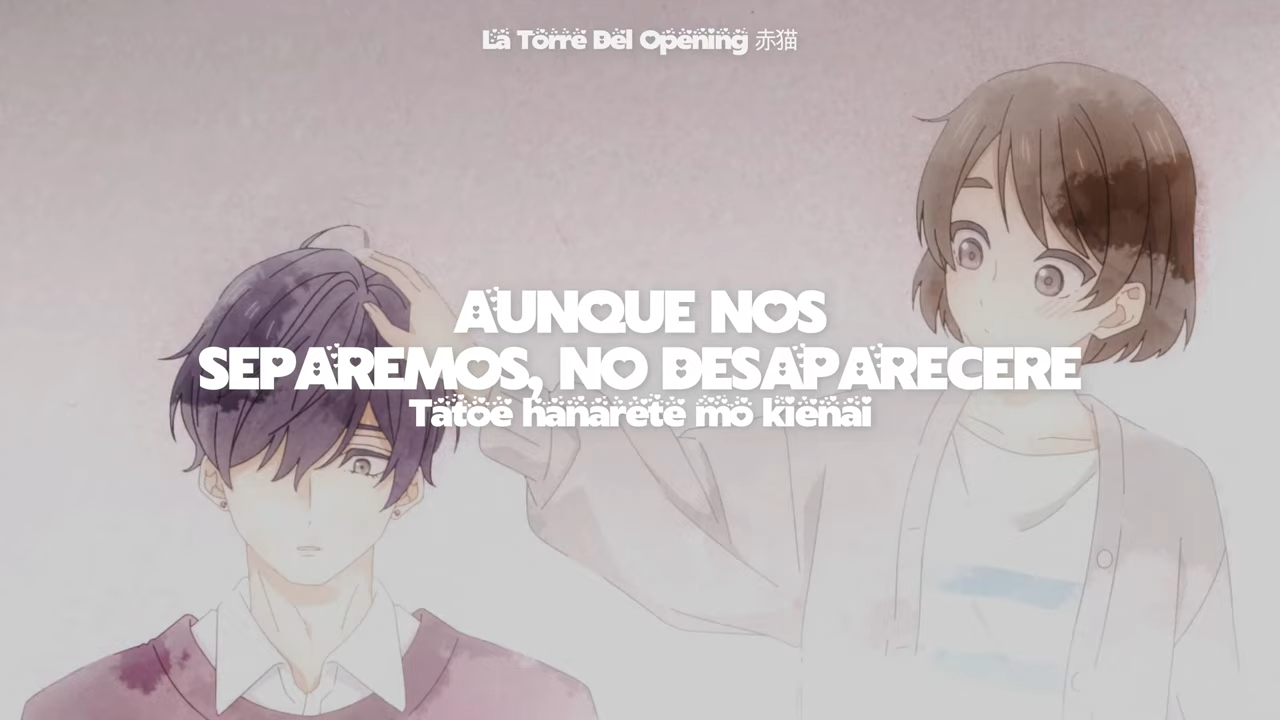 La Torre Del Opening 赤猫
AUNQUE NOS
SEPAREMOS, NO DESAPARECERE
Tatoe hanarete mo kienai